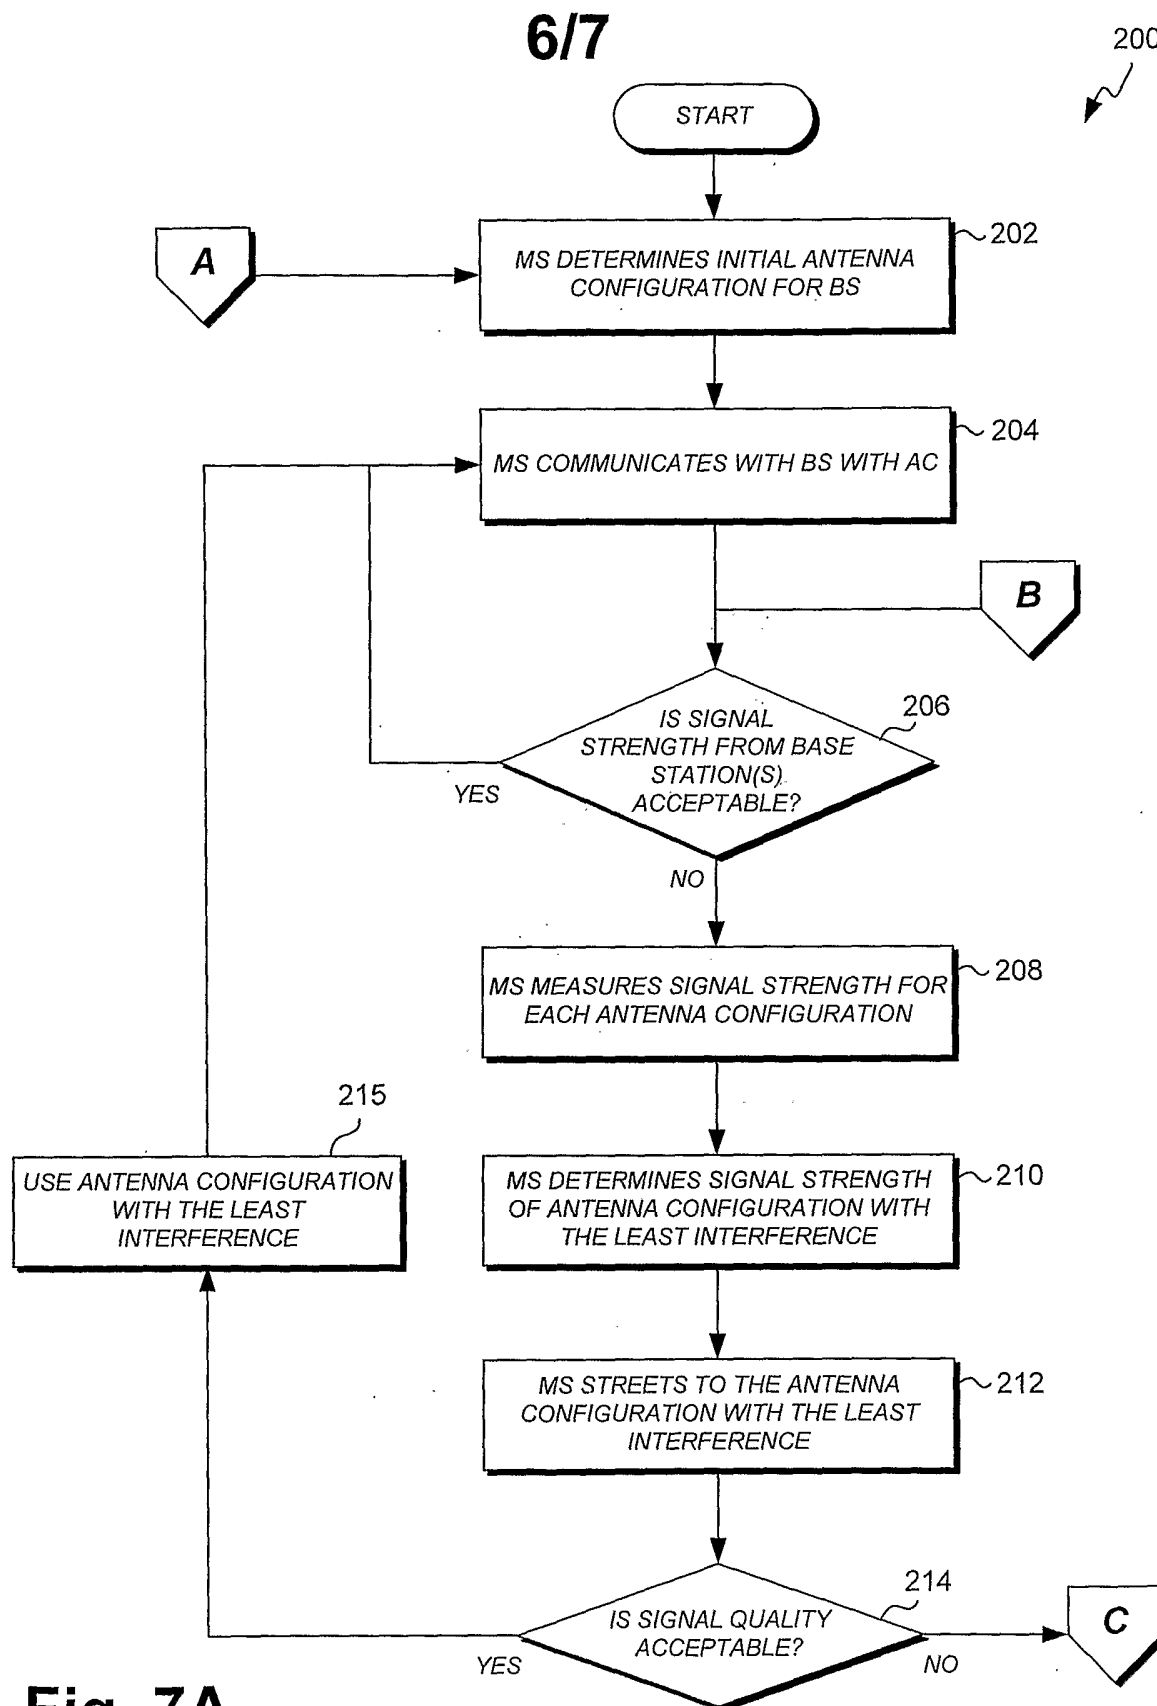 6/7
200
START
A
MS DETERMINES INITIAL ANTENNA
CONFIGURATION FOR BS
202
MS COMMUNICATES WITH BS WITH AC
204
B
IS SIGNAL
STRENGTH FROM BASE
STATION(S)
ACCEPTABLE?
206
YES
NO
MS MEASURES SIGNAL STRENGTH FOR
EACH ANTENNA CONFIGURATION
208
215
USE ANTENNA CONFIGURATION
WITH THE LEAST
INTERFERENCE
MS DETERMINES SIGNAL STRENGTH
OF ANTENNA CONFIGURATION WITH
THE LEAST INTERFERENCE
210
MS STREETS TO THE ANTENNA
CONFIGURATION WITH THE LEAST
INTERFERENCE
212
IS SIGNAL QUALITY
ACCEPTABLE?
214
C
YES
NO
Fig. 7A